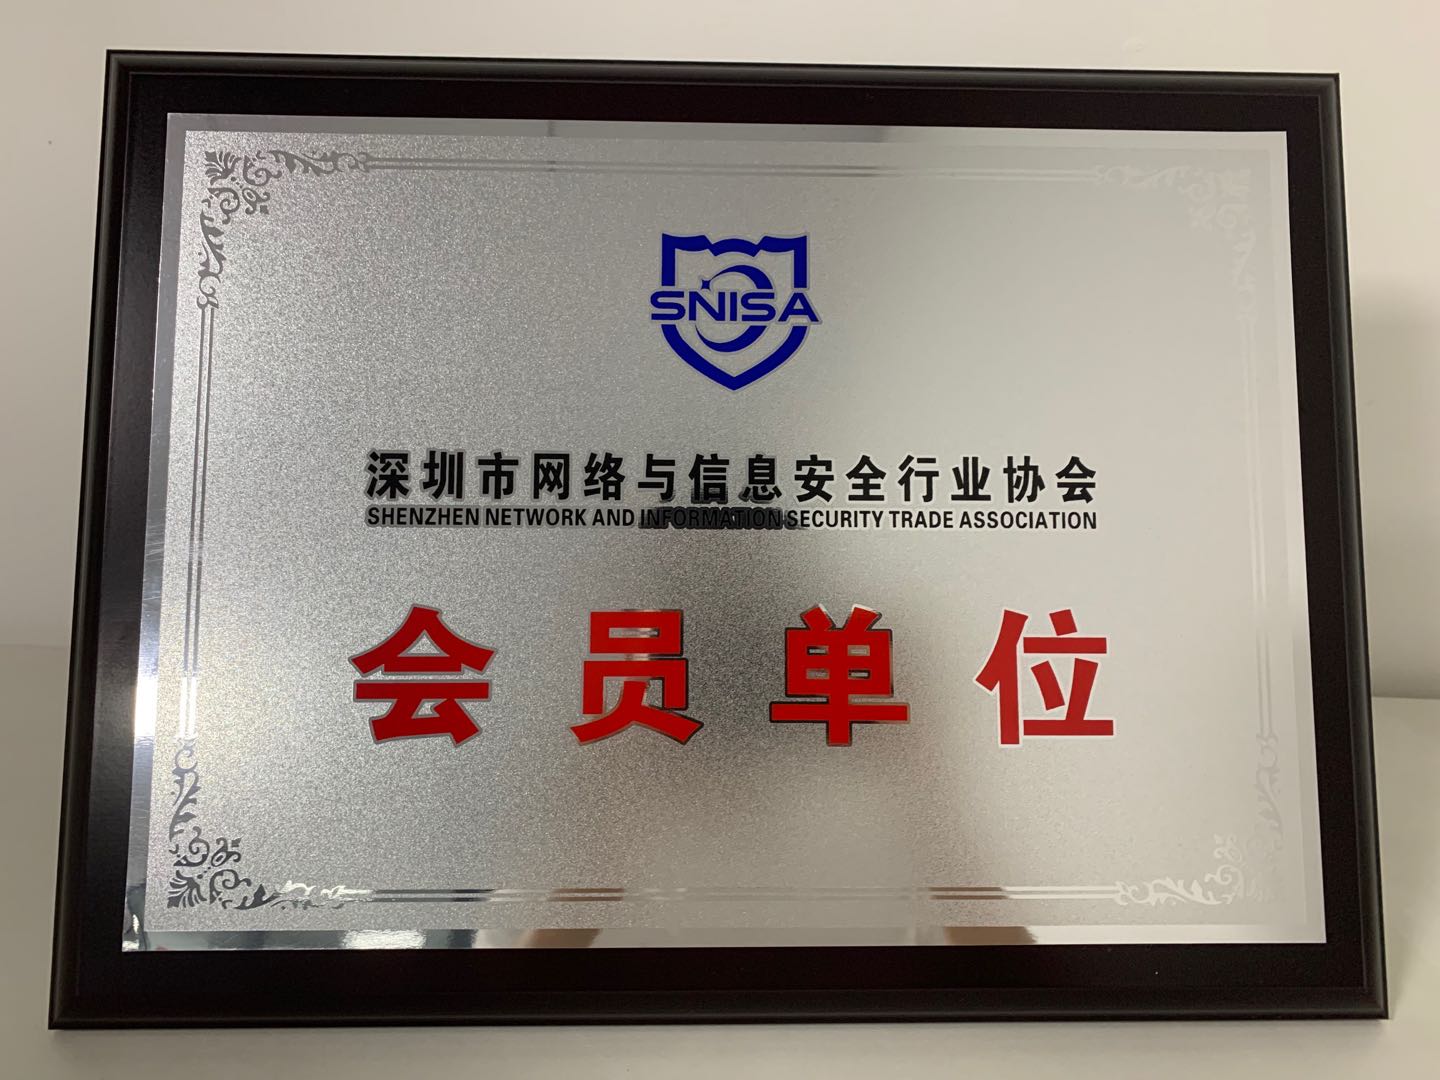 SNISA
深圳市网络与信息安全行业协会
SHENZHEN NETWORK AND INFORMATION SECURITY TRADE ASSOCIATION
会员单位